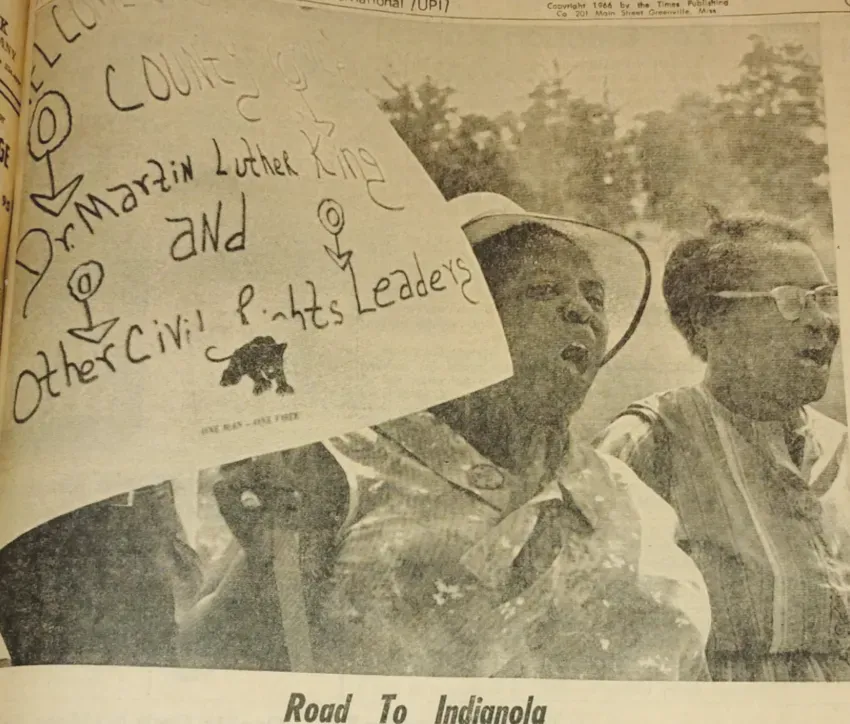 (UPI)
Copyright 1966 by the Times Publishing
Co. 201 Main Street Greenville, Miss.
Dr. Martin Luther King
and
Other Civil Rights Leaders
ONE MAN — ONE VOTE
Road To Indianola